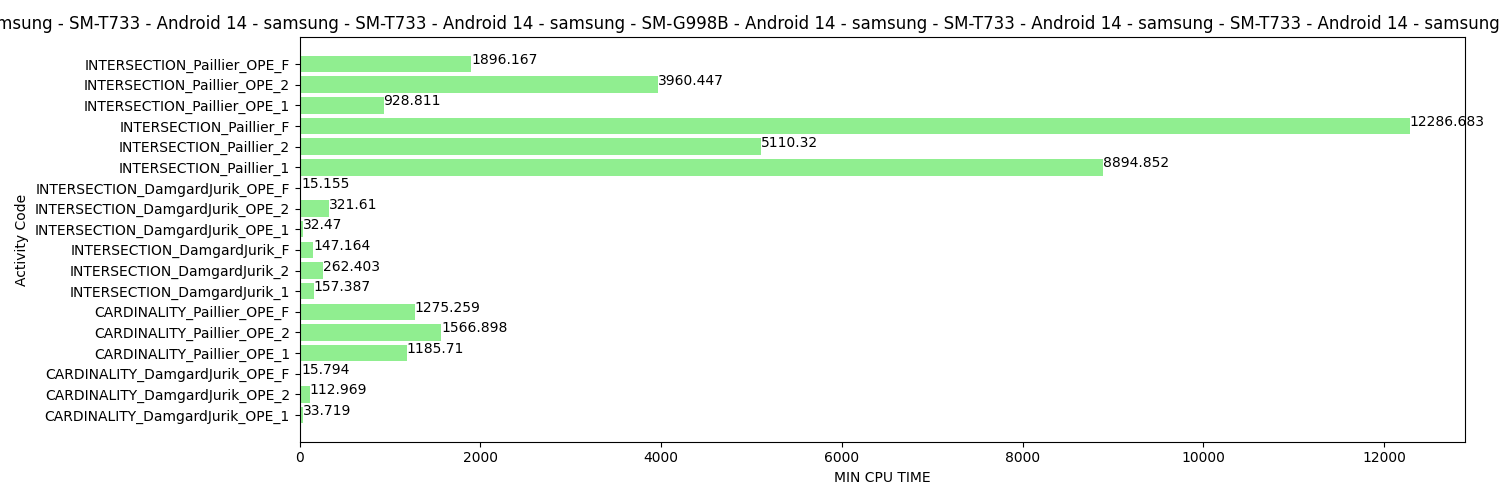 msung - SM-T733 - Android 14 - samsung - SM-T733 - Android 14 - samsung - SM-G998B - Android 14 - samsung - SM-T733 - Android 14 - samsung - SM-T733 - Android 14 - samsung
INTERSECTION_Paillier_OPE_F 1896.167
INTERSECTION_Paillier_OPE_2 3960.447
INTERSECTION_Paillier_OPE_1 928.811
INTERSECTION_Paillier_F 12286.683
INTERSECTION_Paillier_2 5110.32
INTERSECTION_Paillier_1 8894.852
INTERSECTION_DamgardJurik_OPE_F 15.155
INTERSECTION_DamgardJurik_OPE_2 321.61
INTERSECTION_DamgardJurik_OPE_1 32.47
INTERSECTION_DamgardJurik_F 147.164
INTERSECTION_DamgardJurik_2 262.403
INTERSECTION_DamgardJurik_1 157.387
CARDINALITY_Paillier_OPE_F 1275.259
CARDINALITY_Paillier_OPE_2 1566.898
CARDINALITY_Paillier_OPE_1 1185.71
CARDINALITY_DamgardJurik_OPE_F 15.794
CARDINALITY_DamgardJurik_OPE_2 112.969
CARDINALITY_DamgardJurik_OPE_1 33.719
Activity Code
0 2000 4000 6000 8000 10000 12000
MIN CPU TIME